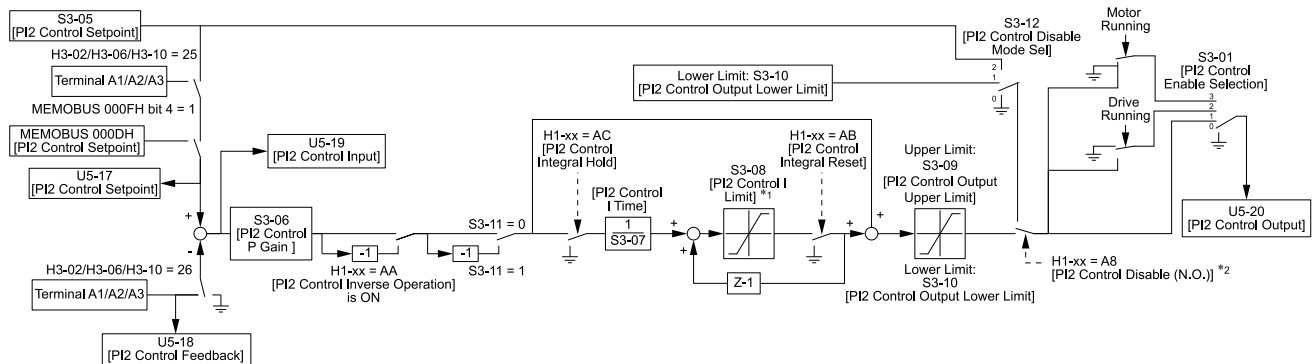 S3-05
[PI2 Control Setpoint]
H3-02/H3-06/H3-10 = 25
Terminal A1/A2/A3
MEMOBUS 000FH bit 4 = 1
MEMOBUS 000DH
[PI2 Control Setpoint]
U5-17
[PI2 Control Setpoint]
+
-
H3-02/H3-06/H3-10 = 26
Terminal A1/A2/A3
U5-18
[PI2 Control Feedback]
U5-19
[PI2 Control Input]
S3-06
[PI2 Control
P Gain ]
-1
H1-xx = AA
[PI2 Control Inverse Operation]
is ON
S3-11 = 0
-1
S3-11 = 1
H1-xx = AC
[PI2 Control
Integral Hold]
[PI2 Control
I Time]
1
S3-07
+
+
S3-08
[PI2 Control I
Limit] *1
Z-1
H1-xx = AB
[PI2 Control
Integral Reset]
+
+
Upper Limit:
S3-09
[PI2 Control Output
Upper Limit]
Lower Limit:
S3-10
[PI2 Control Output Lower Limit]
Lower Limit: S3-10
[PI2 Control Output Lower Limit]
S3-12
[PI2 Control Disable
Mode Sel]
2
1
0
H1-xx = A8
[PI2 Control Disable (N.O.)] *2
Motor
Running
Drive
Running
S3-01
[PI2 Control
Enable Selection]
3
2
1
0
U5-20
[PI2 Control Output]